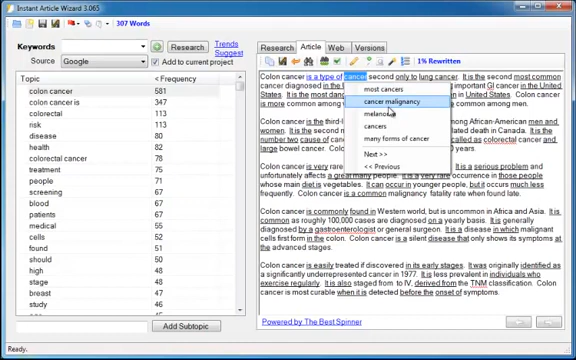 Instant Article Wizard 3.065
307 Words
Keywords
Research
Trends
Suggest
Source
Google
Add to current project
Topic
< Frequency
colon cancer 581
colon cancer is 347
colorectal 113
risk 113
disease 80
health 82
colorectal cancer 78
treatment 75
people 71
screening 67
blood 67
patients 67
medical 55
cells 52
found 51
should 50
high 48
stage 48
breast 47
study 46
Add Subtopic
Ready.
Research Article Web Versions
1% Rewritten
Colon cancer is a type of cancer second only to lung cancer. It is the second most common
cancer diagnosed in the
important GI cancer in the United
States. Colon cancer is
is more common among
common among men.
most cancers
cancer malignancy
melanoma
cancers
many forms of cancer
Next >>
<< Previous
Colon cancer is the third
among African-American men and
women. It is the second
related death in Canada. It is the
number two cause of
called as colorectal cancer and
large bowel cancer.
Colon cancer is very rare
It is a serious problem and
unfortunately affects a great many people. It is very rare occurrence in those people
whose main diet is vegetables. It can occur in younger people, but it occurs much less
frequently. Colon cancer is a common malignancy fatality rate when found late.
Colon cancer is commonly found in Western world, but is uncommon in Africa and Asia. It is
common as roughly 100,000 cases are diagnosed on a yearly basis. It is generally
diagnosed by a gastroenterologist or general surgeon. It is a disease in which malignant
cells first form in the colon. Colon cancer is a silent disease that only shows its symptoms at
the advanced stage.
Colon cancer is easily treated if discovered in its early stages. It was originally identified as
a significantly underrepresented cancer in 1977. It is less prevalent in individuals who
exercise regularly. It is also staged from to IV, derived from the TNM classification.
Colon cancer is most curable when it is detected before the onset of symptoms.
Powered by The Best Spinner